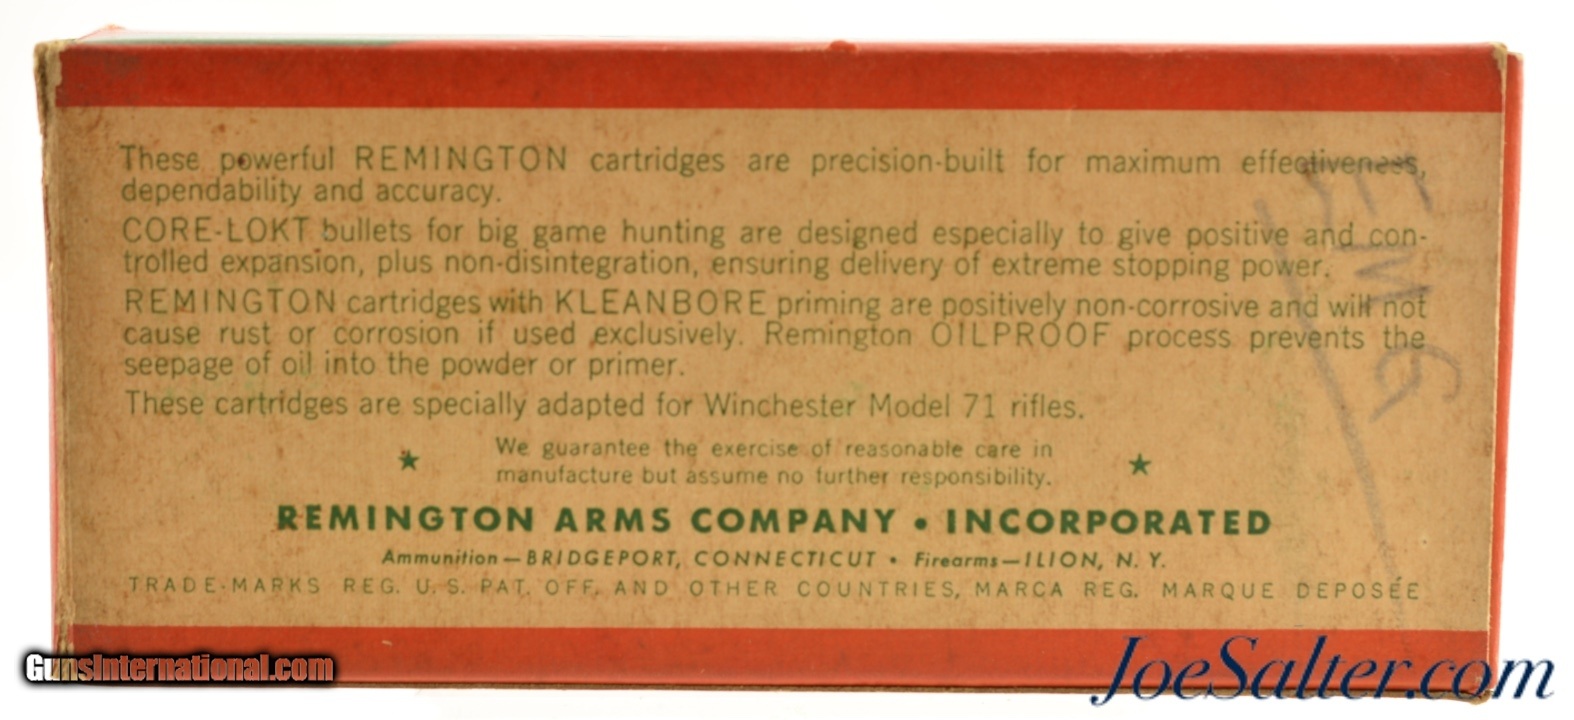 These powerful REMINGTON cartridges are precision-built for maximum effectiveness,
dependability and accuracy.
CORE-LOKT bullets for big game hunting are designed especially to give positive and con-
trolled expansion, plus non-disintegration, ensuring delivery of extreme stopping power.
REMINGTON cartridges with KLEANBORE priming are positively non-corrosive and will not
cause rust or corrosion if used exclusively. Remington OILPROOF process prevents the
seepage of oil into the powder or primer.
These cartridges are specially adapted for Winchester Model 71 rifles.
★ We guarantee the exercise of reasonable care in
manufacture but assume no further responsibility. ★
REMINGTON ARMS COMPANY • INCORPORATED
Ammunition—BRIDGEPORT, CONNECTICUT • Firearms—ILION, N. Y.
TRADE-MARKS REG. U. S. PAT. OFF. AND OTHER COUNTRIES, MARCA REG. MARQUE DEPOSÉE
GunsInternational.com
JoeSalter.com